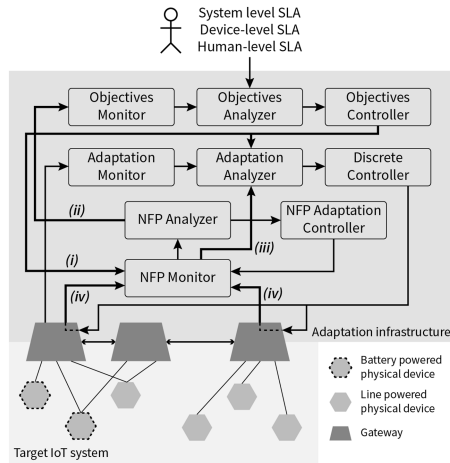 System level SLA
Device-level SLA
Human-level SLA
Objectives
Monitor
Objectives
Analyzer
Objectives
Controller
Adaptation
Monitor
Adaptation
Analyzer
Discrete
Controller
(ii)
NFP Analyzer
NFP Adaptation
Controller
(iii)
(i)
NFP Monitor
(iv)
(iv)
Adaptation infrastructure
Battery powered
physical device
Line powered
physical device
Gateway
Target IoT system